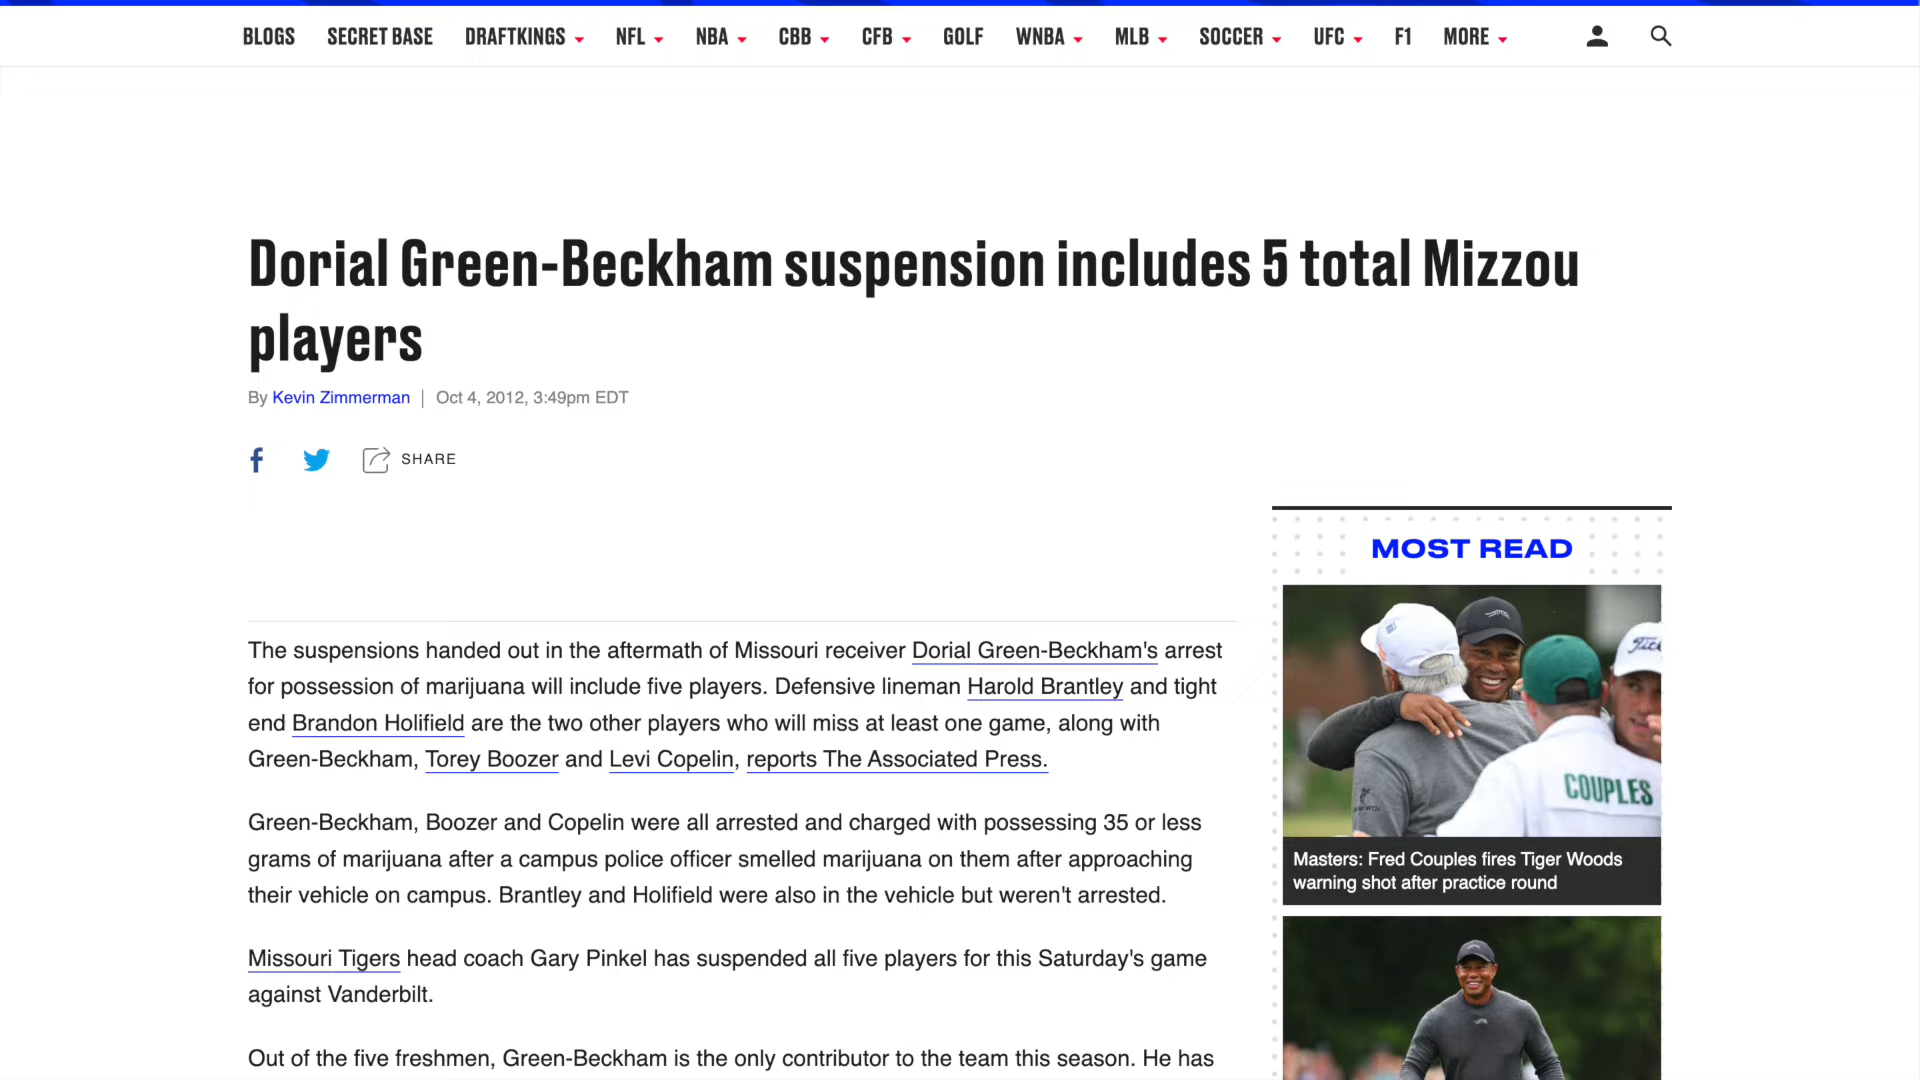 BLOGS SECRET BASE DRAFTKINGS NFL NBA CBB CFB GOLF WNBA MLB SOCCER UFC F1 MORE
Dorial Green-Beckham suspension includes 5 total Mizzou
players
By Kevin Zimmerman | Oct 4, 2012, 3:49pm EDT
SHARE
The suspensions handed out in the aftermath of Missouri receiver Dorial Green-Beckham's arrest
for possession of marijuana will include five players. Defensive lineman Harold Brantley and tight
end Brandon Holifield are the two other players who will miss at least one game, along with
Green-Beckham, Torey Boozer and Levi Copelin, reports The Associated Press.
Green-Beckham, Boozer and Copelin were all arrested and charged with possessing 35 or less
grams of marijuana after a campus police officer smelled marijuana on them after approaching
their vehicle on campus. Brantley and Holifield were also in the vehicle but weren't arrested.
Missouri Tigers head coach Gary Pinkel has suspended all five players for this Saturday's game
against Vanderbilt.
Out of the five freshmen, Green-Beckham is the only contributor to the team this season. He has
MOST READ
COUPLES
Masters: Fred Couples fires Tiger Woods
warning shot after practice round